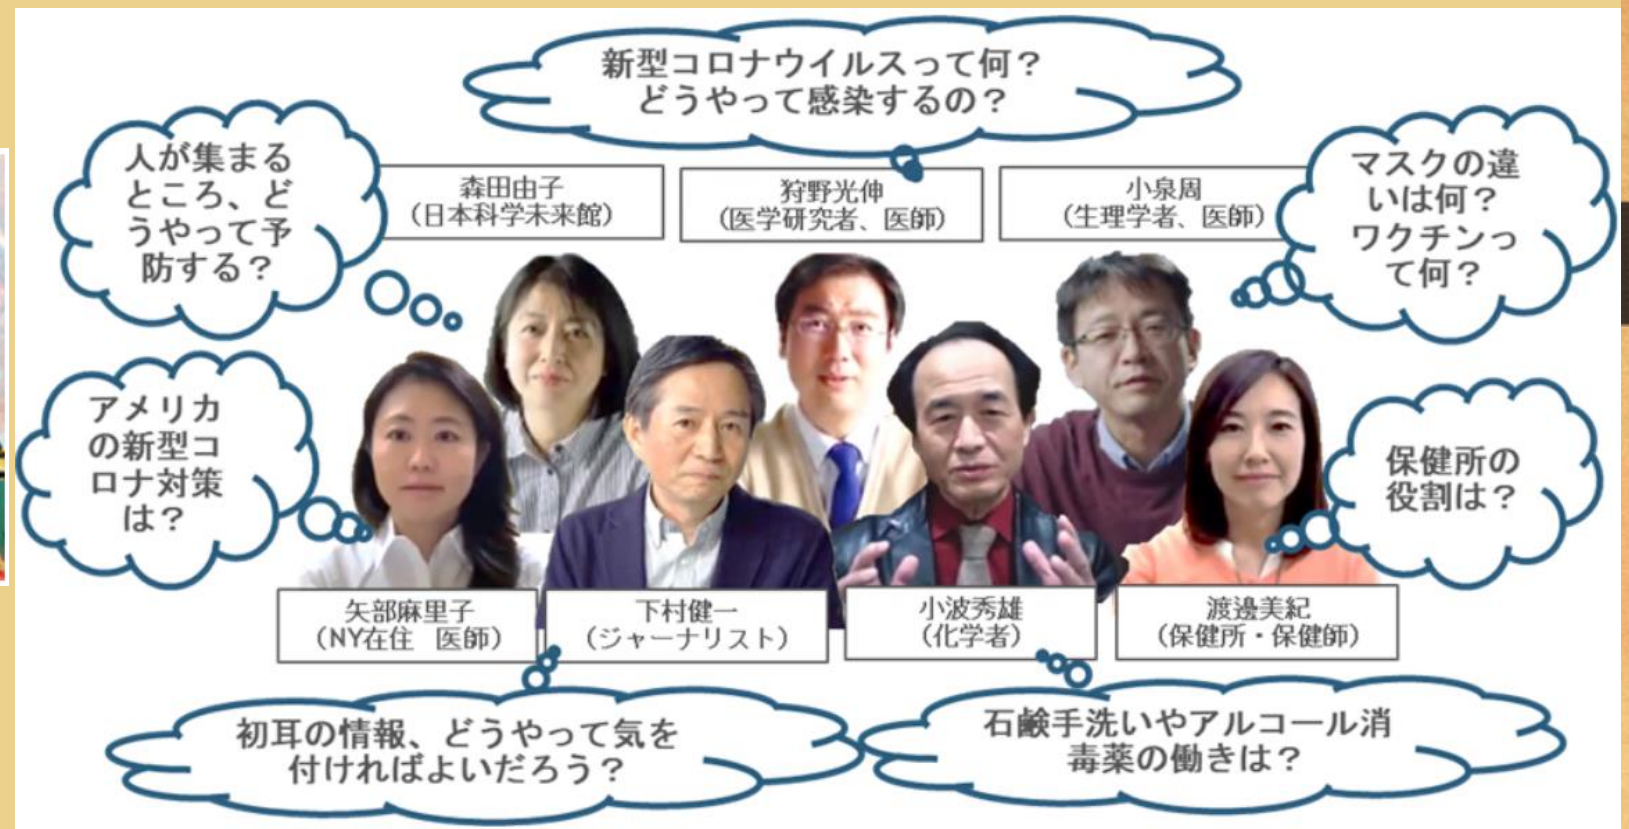 新型コロナウイルスって何？
どうやって感染するの？
人が集まる
ところ、ど
うやって予
防する？
森田由子
（日本科学未来館）
狩野光伸
（医学研究者、医師）
小泉周
（生理学者、医師）
マスクの違
いは何？
ワクチンっ
て何？
アメリカ
の新型コ
ロナ対策
は？
保健所の
役割は？
矢部麻里子
（NY在住　医師）
下村健一
（ジャーナリスト）
小波秀雄
（化学者）
渡邊美紀
（保健所・保健師）
初耳の情報、どうやって気を
付ければよいだろう？
石鹸手洗いやアルコール消
毒薬の働きは？